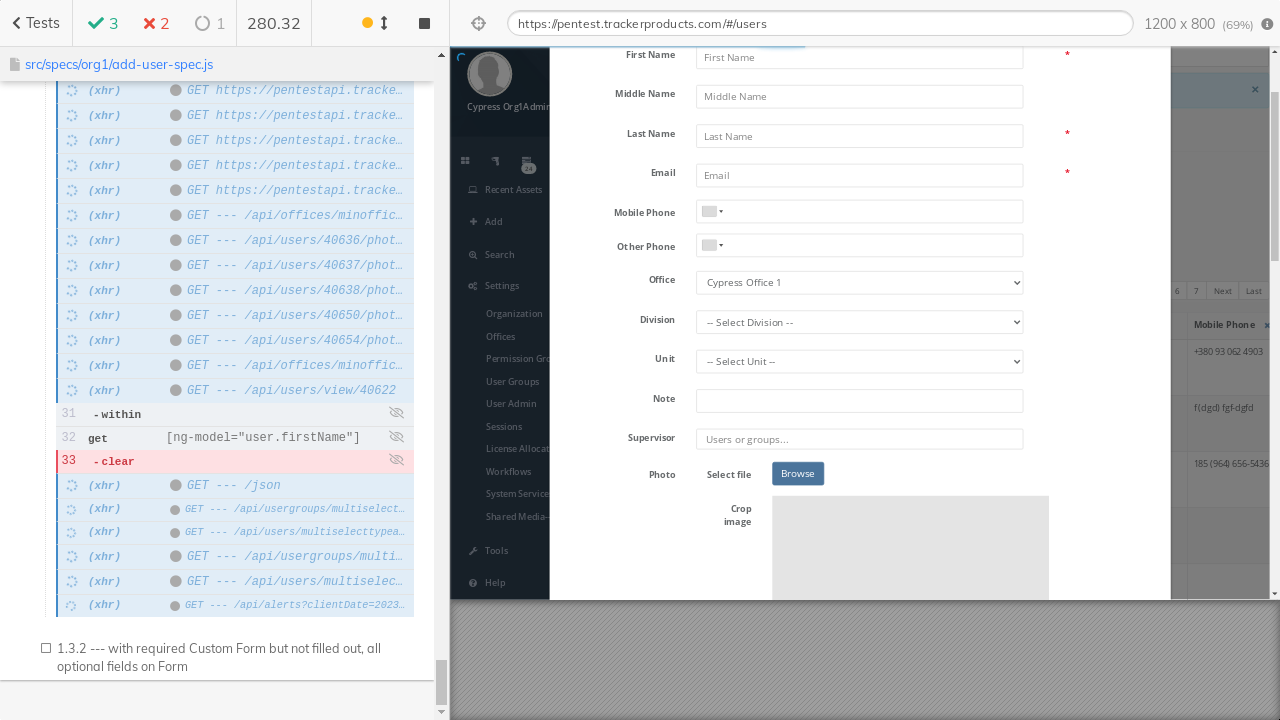 Tests
3
2
1
280.32
https://pentest.trackerproducts.com/#/users
1200 x 800 (69%)
src/specs/org1/add-user-spec.js
(xhr) GET https://pentestapi.tracke…
(xhr) GET https://pentestapi.tracke…
(xhr) GET https://pentestapi.tracke…
(xhr) GET https://pentestapi.tracke…
(xhr) GET https://pentestapi.tracke…
(xhr) GET --- /api/offices/minoffic…
(xhr) GET --- /api/users/40636/phot…
(xhr) GET --- /api/users/40637/phot…
(xhr) GET --- /api/users/40638/phot…
(xhr) GET --- /api/users/40650/phot…
(xhr) GET --- /api/users/40654/phot…
(xhr) GET --- /api/offices/minoffic…
(xhr) GET --- /api/users/view/40622
31 -within
32 get [ng-model="user.firstName"]
33 - clear
(xhr) GET --- /json
(xhr) GET --- /api/usergroups/multiselect…
(xhr) GET --- /api/users/multiselecttypea…
(xhr) GET --- /api/usergroups/multi…
(xhr) GET --- /api/users/multiselec…
(xhr) GET --- /api/alerts?clientDate=2023…
1.3.2 --- with required Custom Form but not filled out, all
optional fields on Form
Cypress Org1Admin
24
Recent Assets
Add
Search
Settings
Organization
Offices
Permission Gro
User Groups
User Admin
Sessions
License Allocat
Workflows
System Service
Shared Media-
Tools
Help
First Name First Name *
Middle Name Middle Name
Last Name Last Name *
Email Email *
Mobile Phone
Other Phone
Office Cypress Office 1
Division -- Select Division --
Unit -- Select Unit --
Note
Supervisor Users or groups...
Photo Select file Browse
Crop
image
×
6 7 Next Last
Mobile Phone
+380 93 062 4903
f(dgd) fgf-dgfd
185 (964) 656-5436